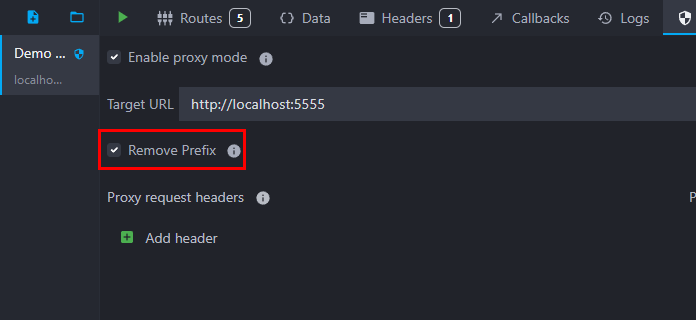 Routes 5 Data Headers 1 Callbacks Logs
Demo ...
localho...
Enable proxy mode
Target URL http://localhost:5555
Remove Prefix
Proxy request headers P
Add header